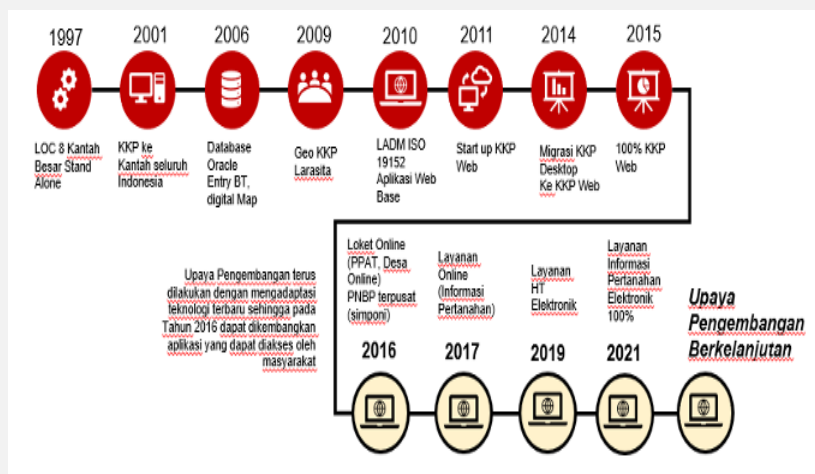 1997
2001
2006
2009
2010
2011
2014
2015
LOC 8 Kantah
Besar Stand
Alone
KKP ke
Kantah seluruh
Indonesia
Database
Oracle
Entry BT,
digital Map
Geo KKP
Larasita
LADM ISO
19152
Aplikasi Web
Base
Start up KKP
Web
Migrasi KKP
Desktop
Ke KKP Web
100% KKP
Web
Upaya Pengembangan terus
dilakukan dengan mengadaptasi
teknologi terbaru sehingga pada
Tahun 2016 dapat dikembangkan
aplikasi yang dapat diakses oleh
masyarakat
Loket Online
(PPAT, Desa
Online)
PNBP terpusat
(simponi)
2016
Layanan
Online
(Informasi
Pertanahan)
2017
Layanan
HT
Elektronik
2019
Layanan
Informasi
Pertanahan
Elektronik
100%
2021
Upaya
Pengembangan
Berkelanjutan